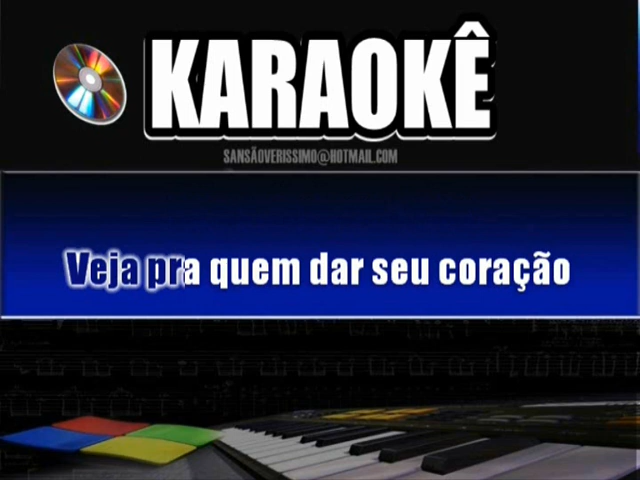 KARAOKÊ
SANSÃOVERISSIMO@HOTMAIL.COM
Veja pra quem dar seu coração